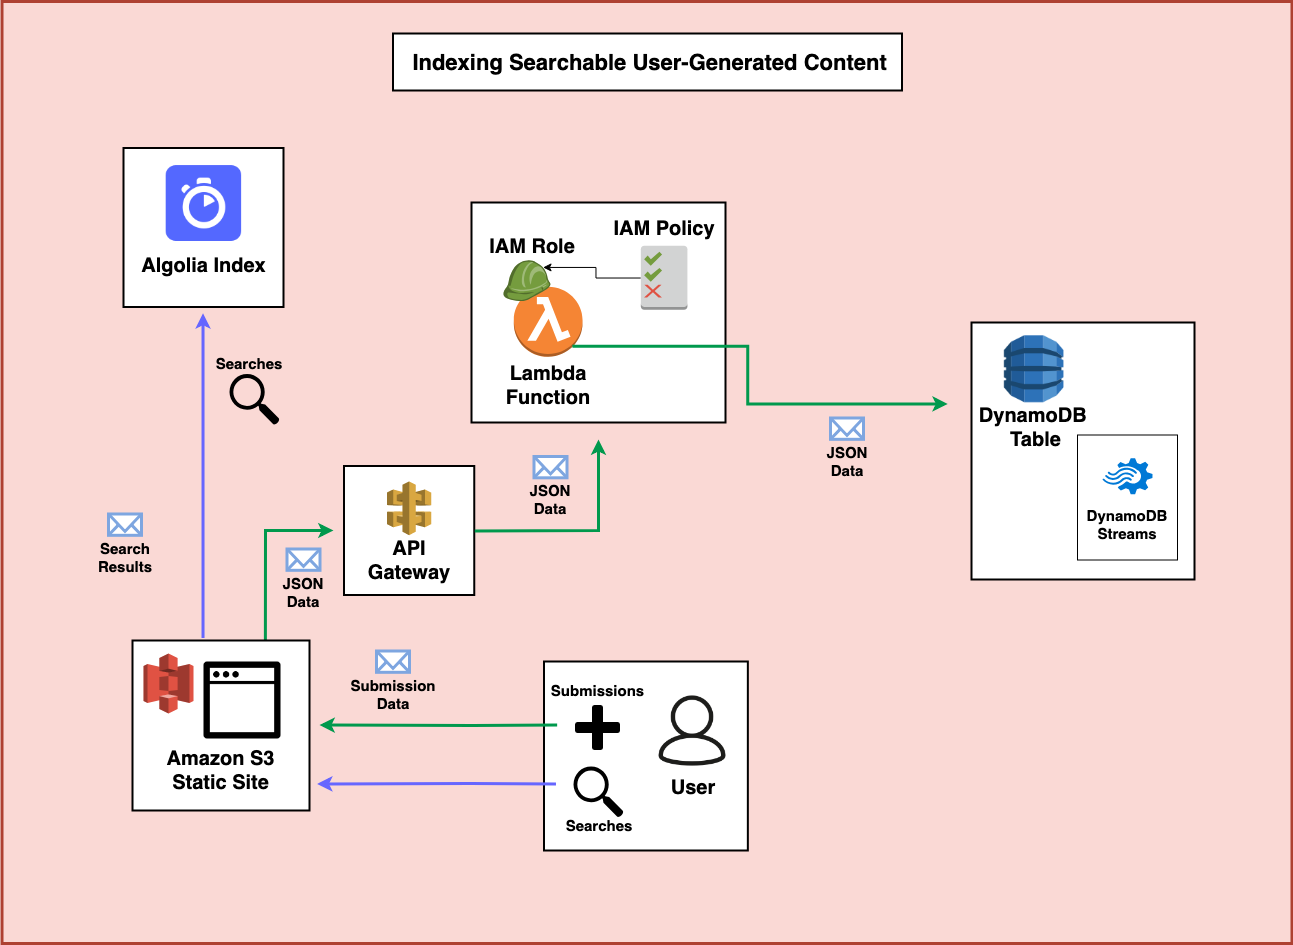 Indexing Searchable User-Generated Content
Algolia Index
Searches
IAM Role
IAM Policy
Lambda
Function
DynamoDB
Table
DynamoDB
Streams
JSON
Data
JSON
Data
API
Gateway
Search
Results
JSON
Data
Submission
Data
Amazon S3
Static Site
Submissions
User
Searches